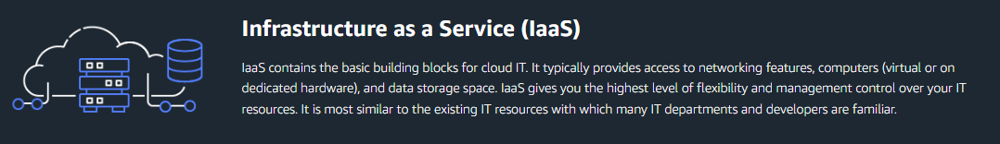 Infrastructure as a Service (IaaS)
IaaS contains the basic building blocks for cloud IT. It typically provides access to networking features, computers (virtual or on
dedicated hardware), and data storage space. IaaS gives you the highest level of flexibility and management control over your IT
resources. It is most similar to the existing IT resources with which many IT departments and developers are familiar.